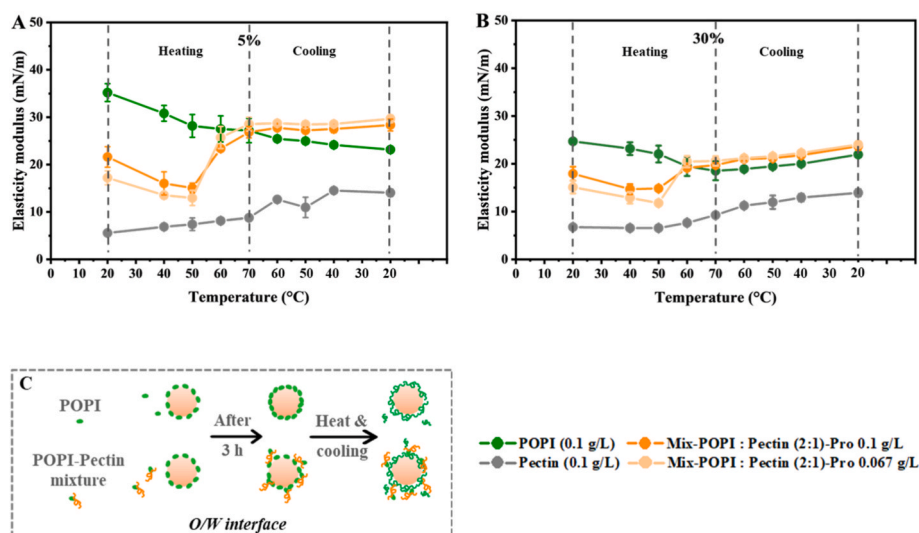 A
5%
Heating
Cooling
50
40
30
20
10
0
Elasticity modulus (mN/m)
0
10
20
30
40
50
60
70
60
50
40
30
20
Temperature (°C)
B
30%
Heating
Cooling
50
40
30
20
10
0
Elasticity modulus (mN/m)
0
10
20
30
40
50
60
70
60
50
40
30
20
Temperature (°C)
C
POPI
POPI-Pectin
mixture
After
3 h
Heat &
cooling
O/W interface
POPI (0.1 g/L)
Mix-POPI : Pectin (2:1)-Pro 0.1 g/L
Pectin (0.1 g/L)
Mix-POPI : Pectin (2:1)-Pro 0.067 g/L